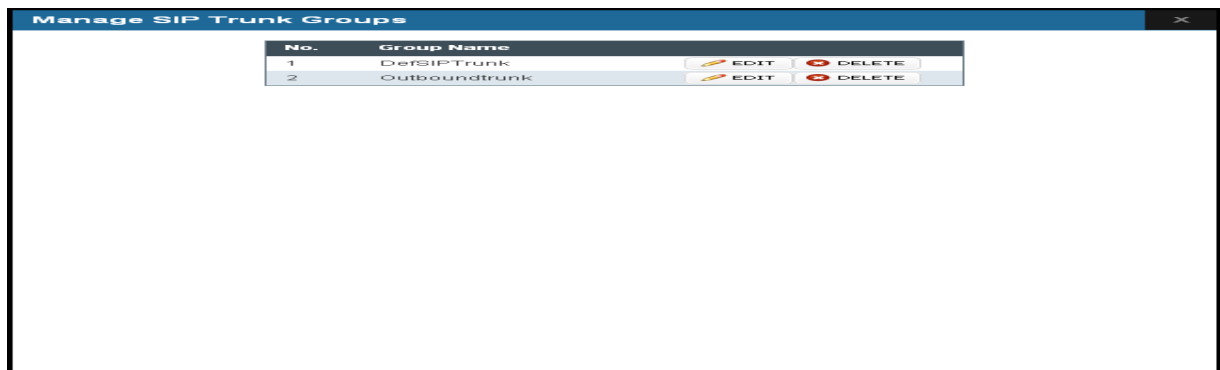 Manage SIP Trunk Groups
No. Group Name
1 DefSIPTrunk EDIT DELETE
2 Outboundtrunk EDIT DELETE